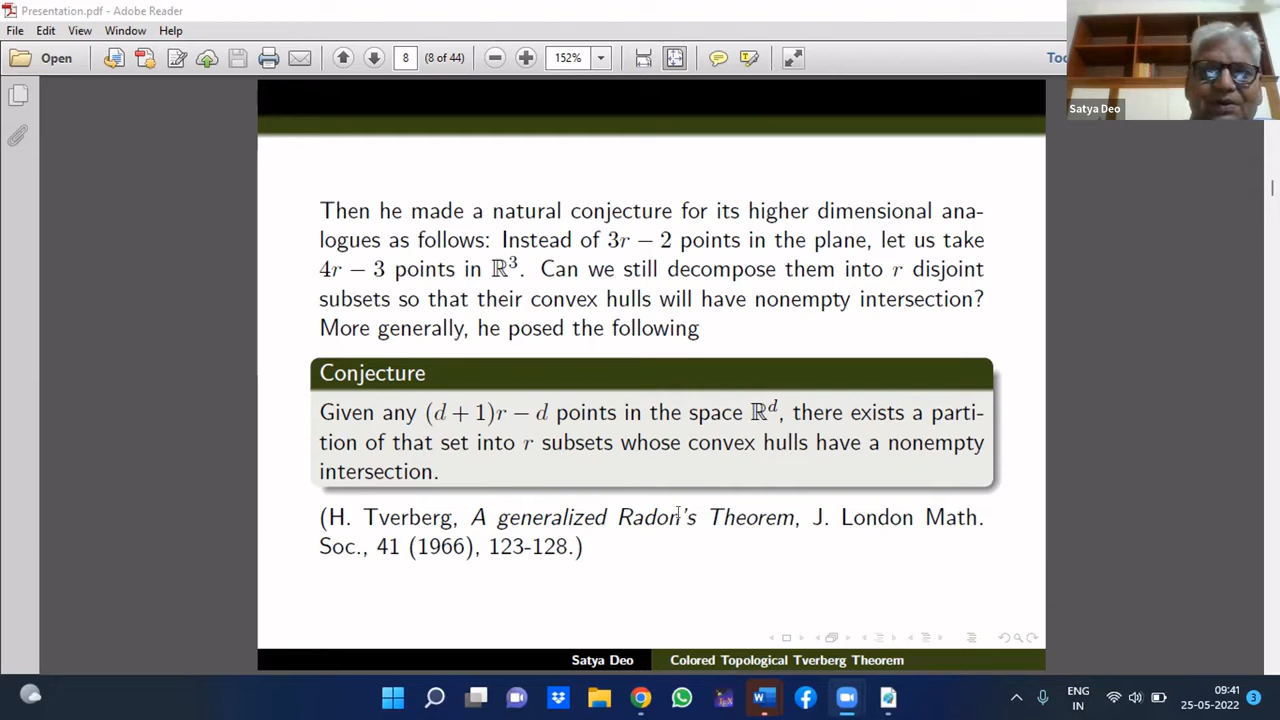 Presentation.pdf - Adobe Reader
File Edit View Window Help
Open 8 (8 of 44) 152%
Satya Deo
Then he made a natural conjecture for its higher dimensional ana-
logues as follows: Instead of 3r − 2 points in the plane, let us take
4r − 3 points in ℝ³. Can we still decompose them into r disjoint
subsets so that their convex hulls will have nonempty intersection?
More generally, he posed the following
Conjecture
Given any (d + 1)r − d points in the space ℝᵈ, there exists a parti-
tion of that set into r subsets whose convex hulls have a nonempty
intersection.
(H. Tverberg, A generalized Radon's Theorem, J. London Math.
Soc., 41 (1966), 123-128.)
Satya Deo Colored Topological Tverberg Theorem
ENG 09:41
IN 25-05-2022 3